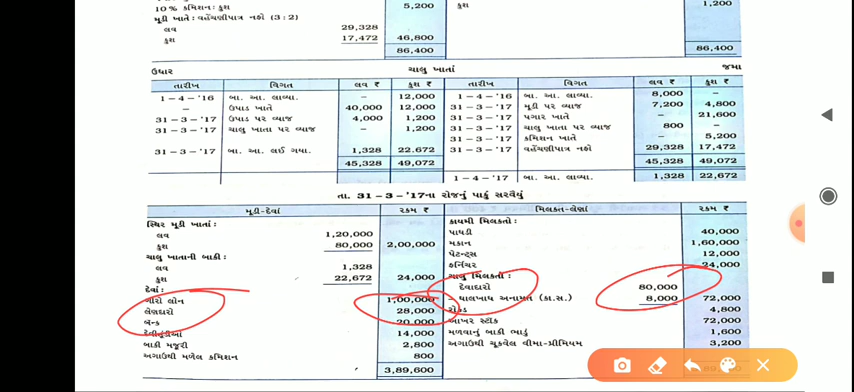 10 % કમિશન: કુશ 5,200 કુશ 1,200
મૂડી ખાતે: વહેંચણીપાત્ર નફો (3 : 2)
લવ 29,328
કુશ 17,472 46,800
86,400 86,400
ઉધાર ચાલુ ખાતાં જમા
તારીખ વિગત લવ ₹ કુશ ₹ તારીખ વિગત લવ ₹ કુશ ₹
1 – 4 – '16 બા. આ. લાવ્યા. – 12,000 1 – 4 – '16 બા. આ. લાવ્યા. 8,000 –
– ઉપાડ ખાતે 40,000 12,000 31 – 3 – '17 મૂડી પર વ્યાજ 7,200 4,800
31 – 3 – '17 ઉપાડ પર વ્યાજ 4,000 1,200 31 – 3 – '17 પગાર ખાતે – 21,600
31 – 3 – '17 ચાલુ ખાતા પર વ્યાજ – 1,200 31 – 3 – '17 ચાલુ ખાતા પર વ્યાજ 800 –
31 – 3 – '17 કમિશન ખાતે – 5,200
31 – 3 – '17 બા. આ. લઈ ગયા. 1,328 22,672 31 – 3 – '17 વહેંચણીપાત્ર નફો 29,328 17,472
45,328 49,072 45,328 49,072
1 – 4 – '17 બા. આ. લાવ્યા. 1,328 22,672
તા. 31 – 3 – '17ના રોજનું પાકું સરવૈયું
મૂડી-દેવાં રકમ ₹ મિલકત-લેણાં રકમ ₹
સ્થિર મૂડી ખાતાં : કાયમી મિલકતો :
લવ 1,20,000 પાઘડી 40,000
કુશ 80,000 2,00,000 મકાન 1,60,000
ચાલુ ખાતાની બાકી : પેટન્ટ્સ 12,000
લવ 1,328 ફર્નિચર 24,000
કુશ 22,672 24,000 ચાલુ મિલકતો :
દેવાં : દેવાદારો 80,000
ગીરો લોન 1,00,000 – ઘાલખાધ અનામત (કા.સ.) 8,000 72,000
લેણદારો 28,000 રોકડ 4,800
બૅન્ક 20,000 આખર સ્ટૉક 72,000
દેવીહૂંડીઓ 14,000 મળવાનું બાકી ભાડું 1,600
બાકી મજૂરી 2,800 અગાઉથી ચૂકવેલ વીમા-પ્રીમિયમ 3,200
અગાઉથી મળેલ કમિશન 800
3,89,600